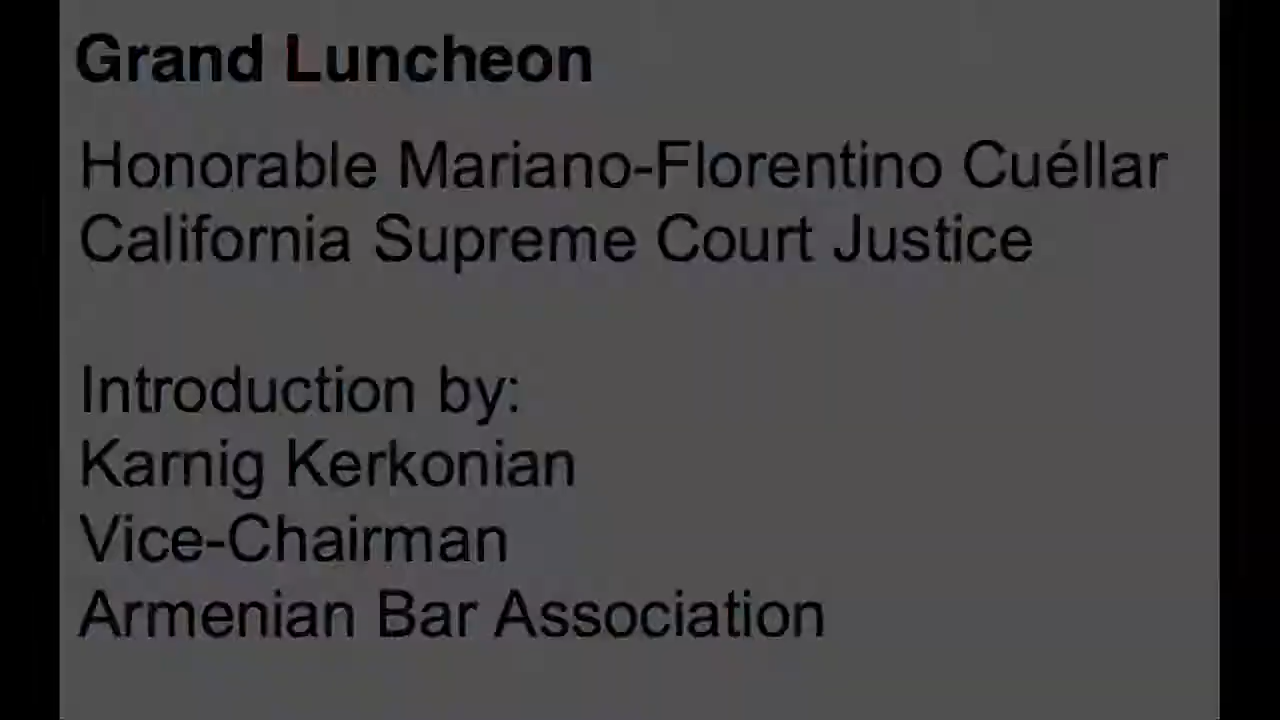 Grand Luncheon
Honorable Mariano-Florentino Cuéllar
California Supreme Court Justice
Introduction by:
Karnig Kerkonian
Vice-Chairman
Armenian Bar Association